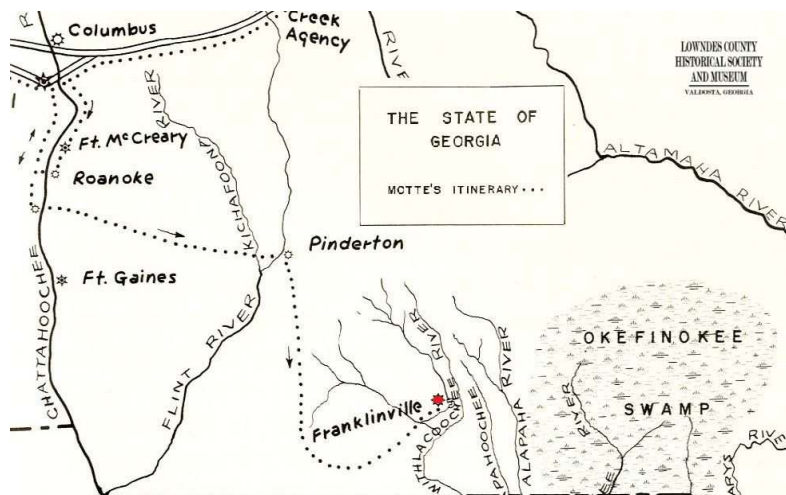 Columbus
Creek
Agency
RIVER
LOWNDES COUNTY
HISTORICAL SOCIETY
AND MUSEUM
VALDOSTA, GEORGIA
THE STATE OF
GEORGIA
MOTTE'S ITINERARY...
ALTAMAHA RIVER
Ft. McCreary
Roanoke
KICHAFOONA RIVER
Pinderton
Ft. Gaines
CHATTAHOOCHEE
FLINT RIVER
Franklinville
WITHLACOOCHEE RIVER
PAHOOCHEE
ALAPAHA RIVER
OKEFINOKEE
SWAMP
RIVER